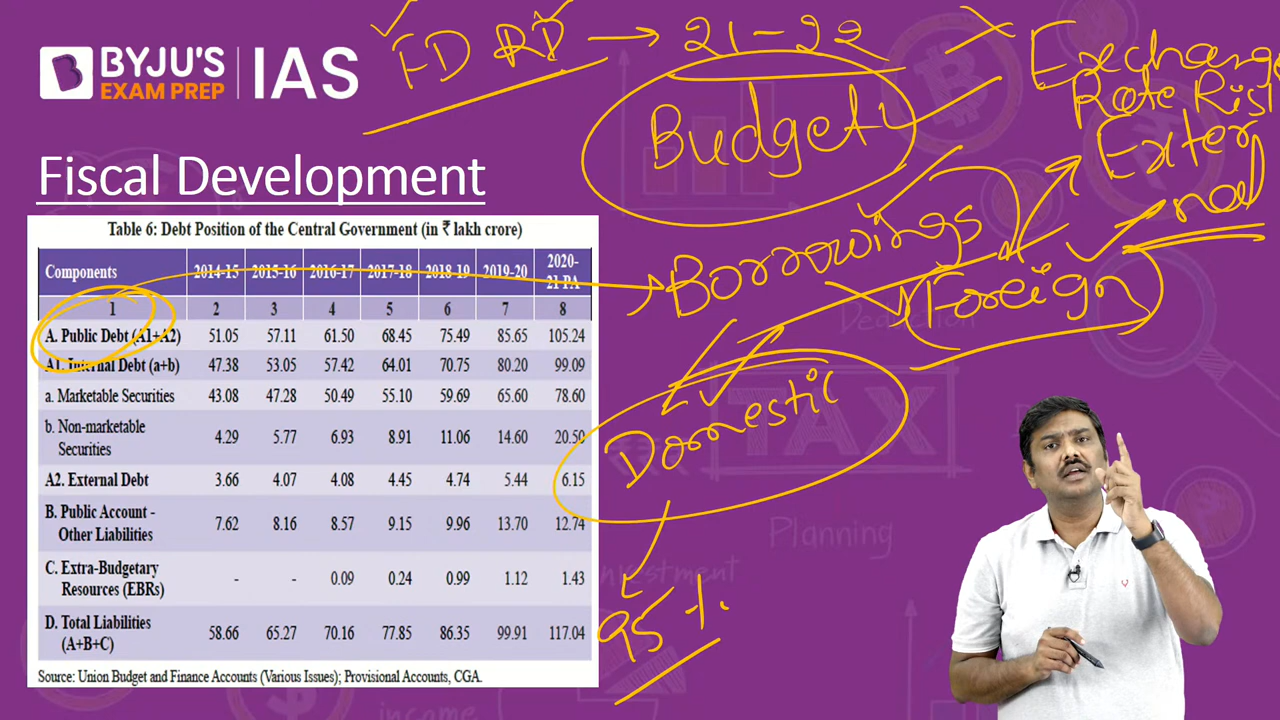 BYJU'S
EXAM PREP
IAS
FD RP → 21-22
Budget
Exchange
Rate Risk
External
Borrowings
Foreign
Domestic
95%
Fiscal Development
Table 6: Debt Position of the Central Government (in ₹ lakh crore)
Components 2014-15 2015-16 2016-17 2017-18 2018-19 2019-20 2020-21 PA
1 2 3 4 5 6 7 8
A. Public Debt (A1+A2) 51.05 57.11 61.50 68.45 75.49 85.65 105.24
A1. Internal Debt (a+b) 47.38 53.05 57.42 64.01 70.75 80.20 99.09
a. Marketable Securities 43.08 47.28 50.49 55.10 59.69 65.60 78.60
b. Non-marketable Securities 4.29 5.77 6.93 8.91 11.06 14.60 20.50
A2. External Debt 3.66 4.07 4.08 4.45 4.74 5.44 6.15
B. Public Account - Other Liabilities 7.62 8.16 8.57 9.15 9.96 13.70 12.74
C. Extra-Budgetary Resources (EBRs) - - 0.09 0.24 0.99 1.12 1.43
D. Total Liabilities (A+B+C) 58.66 65.27 70.16 77.85 86.35 99.91 117.04
Source: Union Budget and Finance Accounts (Various Issues); Provisional Accounts, CGA.
TAX
Planning
income